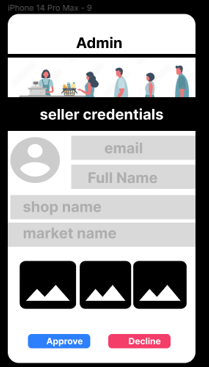 iPhone 14 Pro Max - 9
Admin
seller credentials
email
Full Name
shop name
market name
Approve
Decline